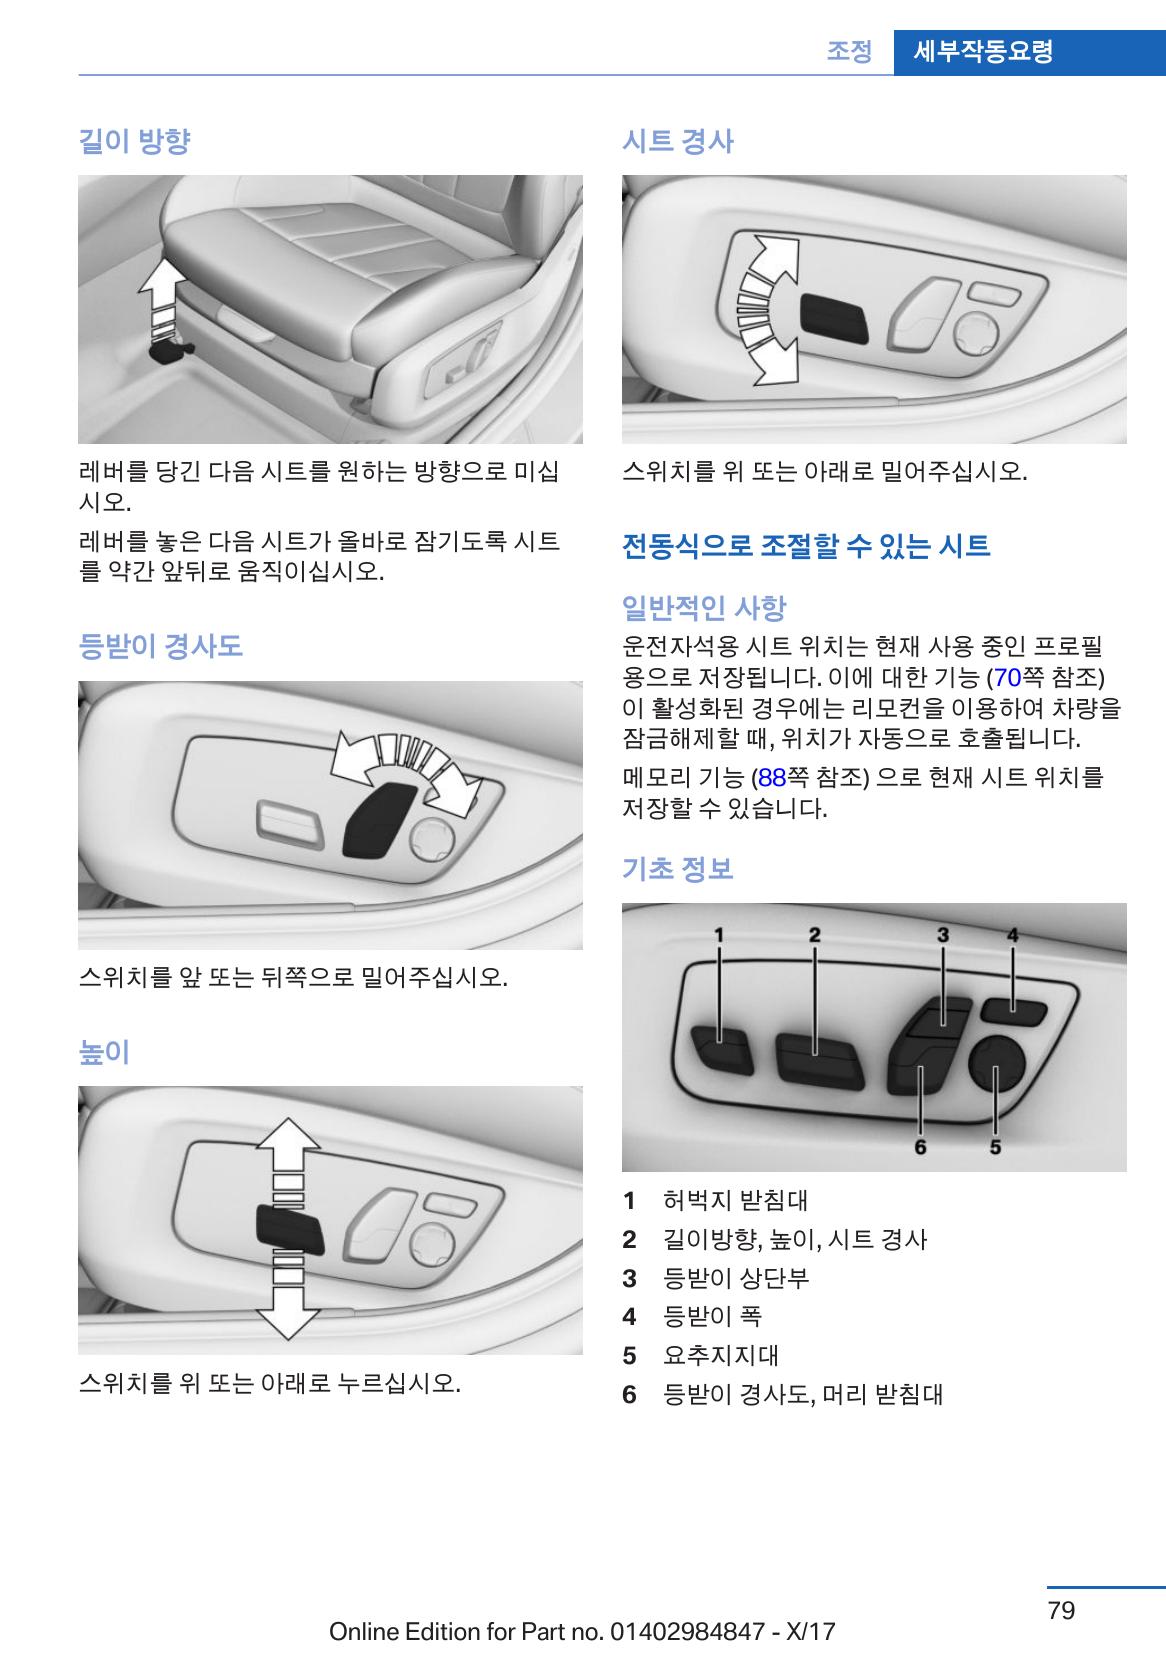 조정 세부작동요령
길이 방향
레버를 당긴 다음 시트를 원하는 방향으로 미십
시오.
레버를 놓은 다음 시트가 올바로 잠기도록 시트
를 약간 앞뒤로 움직이십시오.
등받이 경사도
스위치를 앞 또는 뒤쪽으로 밀어주십시오.
높이
스위치를 위 또는 아래로 누르십시오.
시트 경사
스위치를 위 또는 아래로 밀어주십시오.
전동식으로 조절할 수 있는 시트
일반적인 사항
운전자석용 시트 위치는 현재 사용 중인 프로필
용으로 저장됩니다. 이에 대한 기능 (70쪽 참조)
이 활성화된 경우에는 리모컨을 이용하여 차량을
잠금해제할 때, 위치가 자동으로 호출됩니다.
메모리 기능 (88쪽 참조) 으로 현재 시트 위치를
저장할 수 있습니다.
기초 정보
1 2 3 4
6 5
1 허벅지 받침대
2 길이방향, 높이, 시트 경사
3 등받이 상단부
4 등받이 폭
5 요추지지대
6 등받이 경사도, 머리 받침대
79
Online Edition for Part no. 01402984847 - X/17